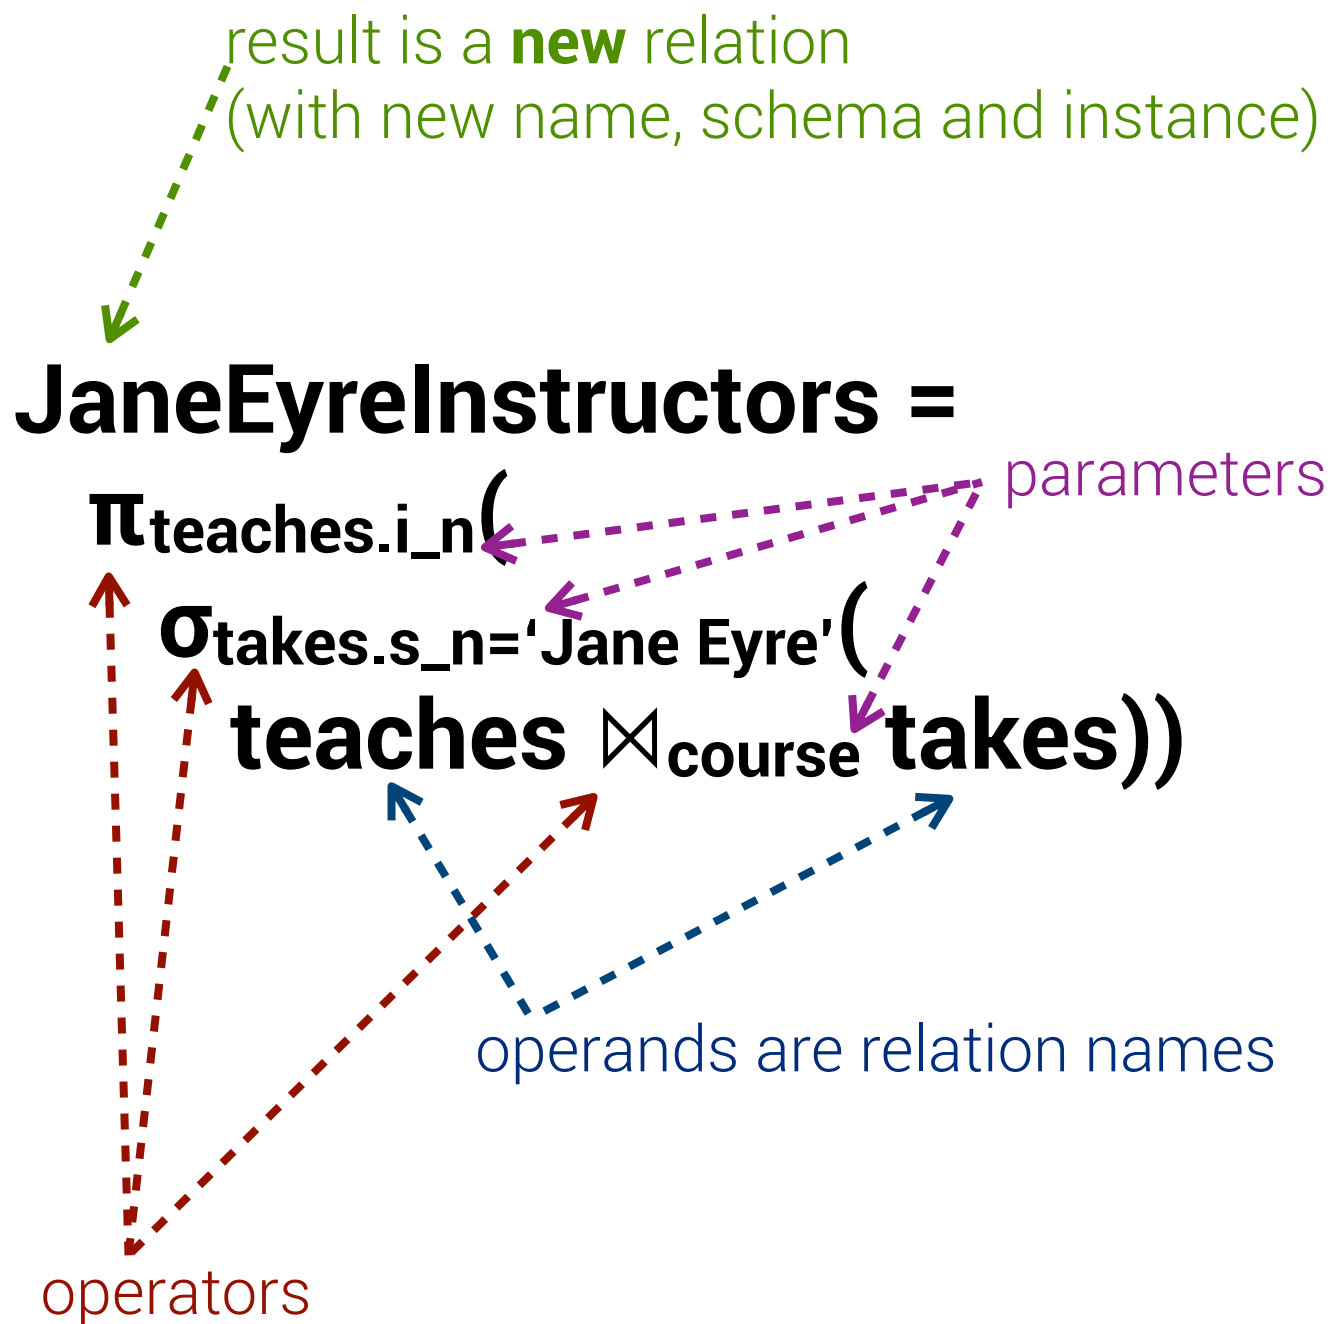 result is a new relation
(with new name, schema and instance)
JaneEyreInstructors =
parameters
πteaches.i_n(
σtakes.s_n=‘Jane Eyre’(
teaches ⋈course takes))
operands are relation names
operators